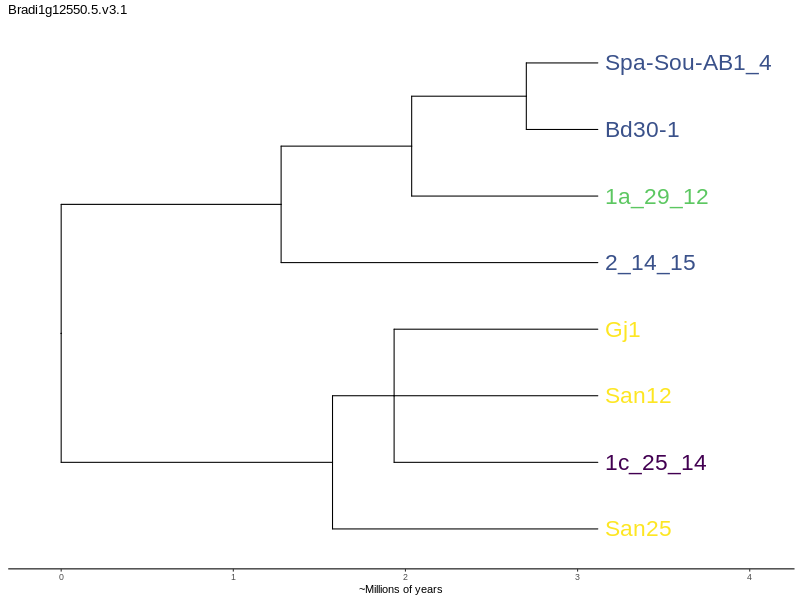 Bradi1g12550.5.v3.1
Spa-Sou-AB1_4
Bd30-1
1a_29_12
2_14_15
Gj1
San12
1c_25_14
San25
0 1 2 3 4
~Millions of years